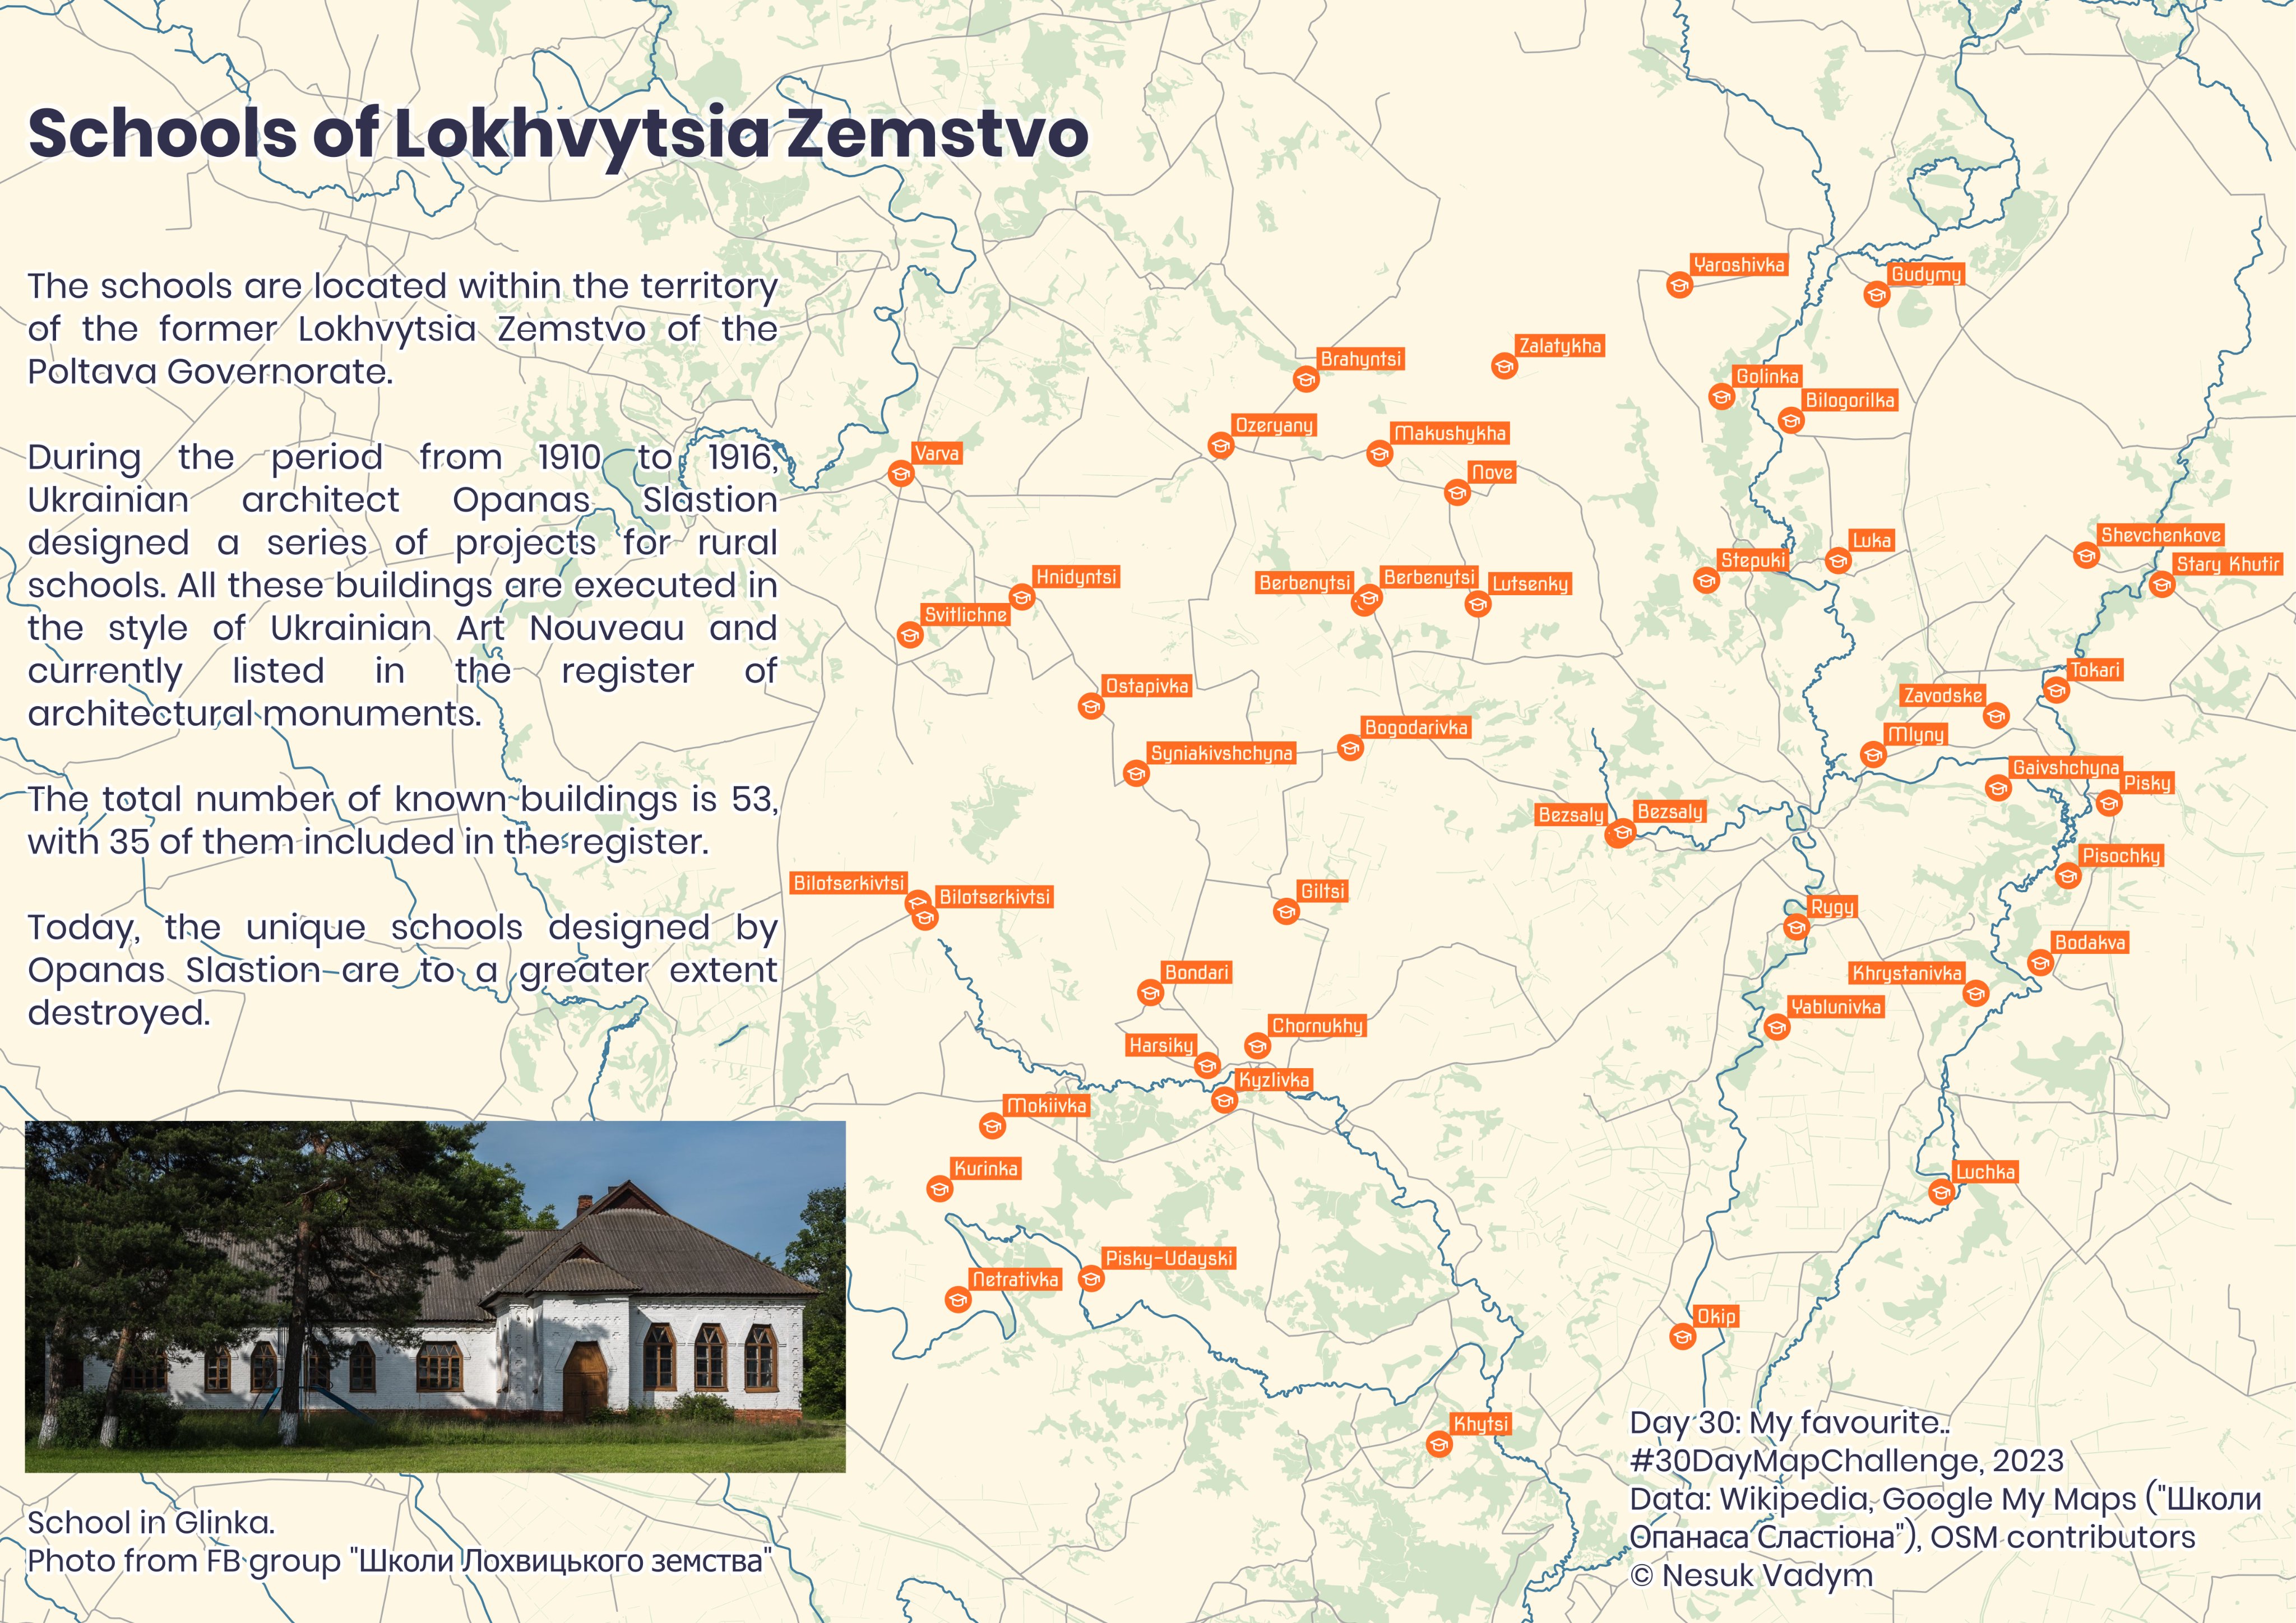 Schools of Lokhvytsia Zemstvo
The schools are located within the territory
of the former Lokhvytsia Zemstvo of the
Poltava Governorate.
During the period from 1910 to 1916,
Ukrainian architect Opanas Slastion
designed a series of projects for rural
schools. All these buildings are executed in
the style of Ukrainian Art Nouveau and
currently listed in the register of
architectural monuments.
The total number of known buildings is 53,
with 35 of them included in the register.
Today, the unique schools designed by
Opanas Slastion are to a greater extent
destroyed.
Yaroshivka
Gudymy
Zalatykha
Brahyntsi
Golinka
Bilogorilka
Ozeryany
Makushykha
Varva
Nove
Shevchenkove
Luka
Stepuki
Stary Khutir
Hnidyntsi
Berbenytsi
Berbenytsi
Lutsenky
Svitlichne
Tokari
Ostapivka
Zavodske
Bogodarivka
Mlyny
Syniakivshchyna
Gaivshchyna
Pisky
Bezsaly
Bezsaly
Pisochky
Bilotserkivtsi
Bilotserkivtsi
Giltsi
Rygy
Bodakva
Bondari
Khrystanivka
Yablunivka
Chornukhy
Harsiky
Kyzlivka
Mokiivka
Kurinka
Luchka
Pisky-Udayski
Netrativka
Okip
Khytsi
School in Glinka.
Photo from FB group "Школи Лохвицького земства"
Day 30: My favourite..
#30DayMapChallenge, 2023
Data: Wikipedia, Google My Maps ("Школи
Опанаса Сластіона"), OSM contributors
© Nesuk Vadym